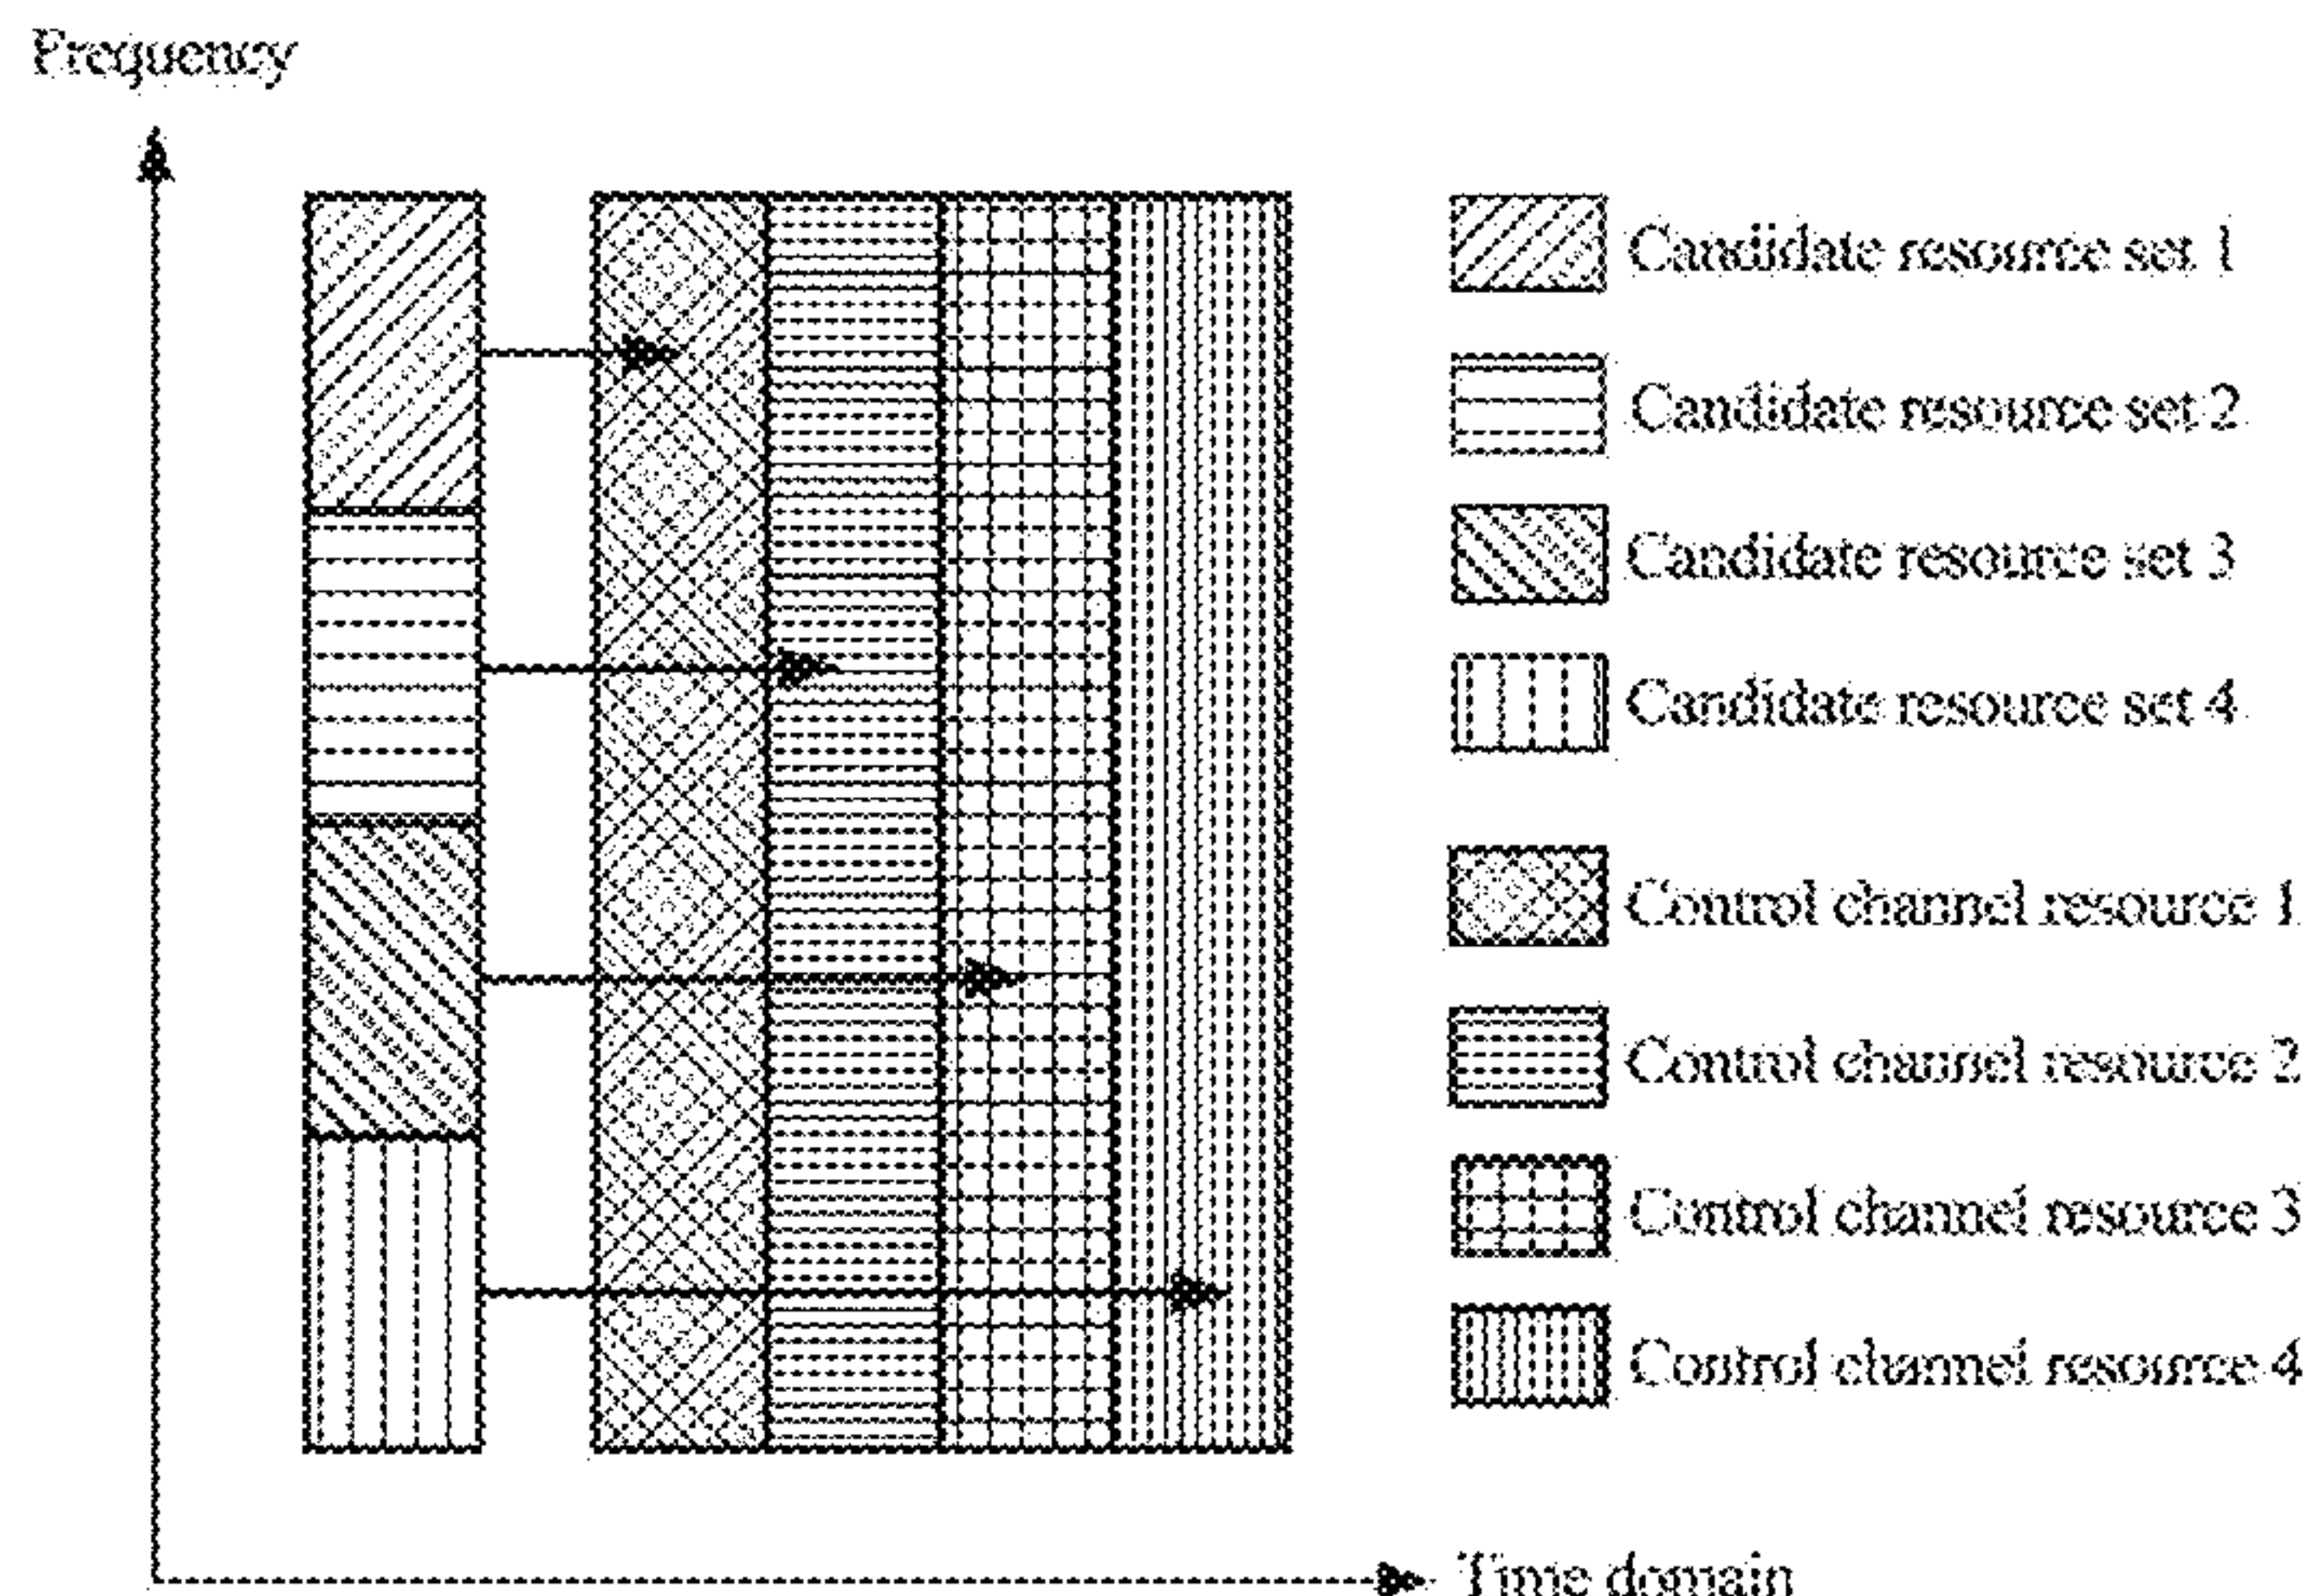 Frequency
Candidate resource set 1
Candidate resource set 2
Candidate resource set 3
Candidate resource set 4
Control channel resource 1
Control channel resource 2
Control channel resource 3
Control channel resource 4
Time domain